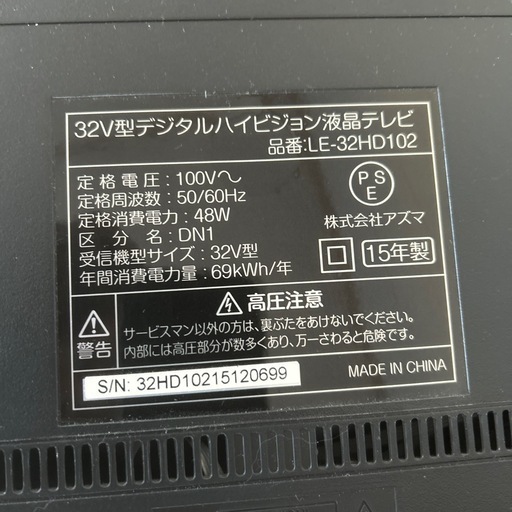 32V型デジタルハイビジョン液晶テレビ
品番:LE-32HD102
定格電圧:100V〜
定格周波数:50/60Hz
定格消費電力:48W
区分名:DN1
受信機型サイズ:32V型
年間消費電力量:69kWh/年
PSE
株式会社アズマ
15年製
高圧注意
警告
サービスマン以外の方は、裏ぶたをあけないでください。
内部には高圧部分が数多くあり、万一さわると危険です。
S/N: 32HD10215120699
MADE IN CHINA